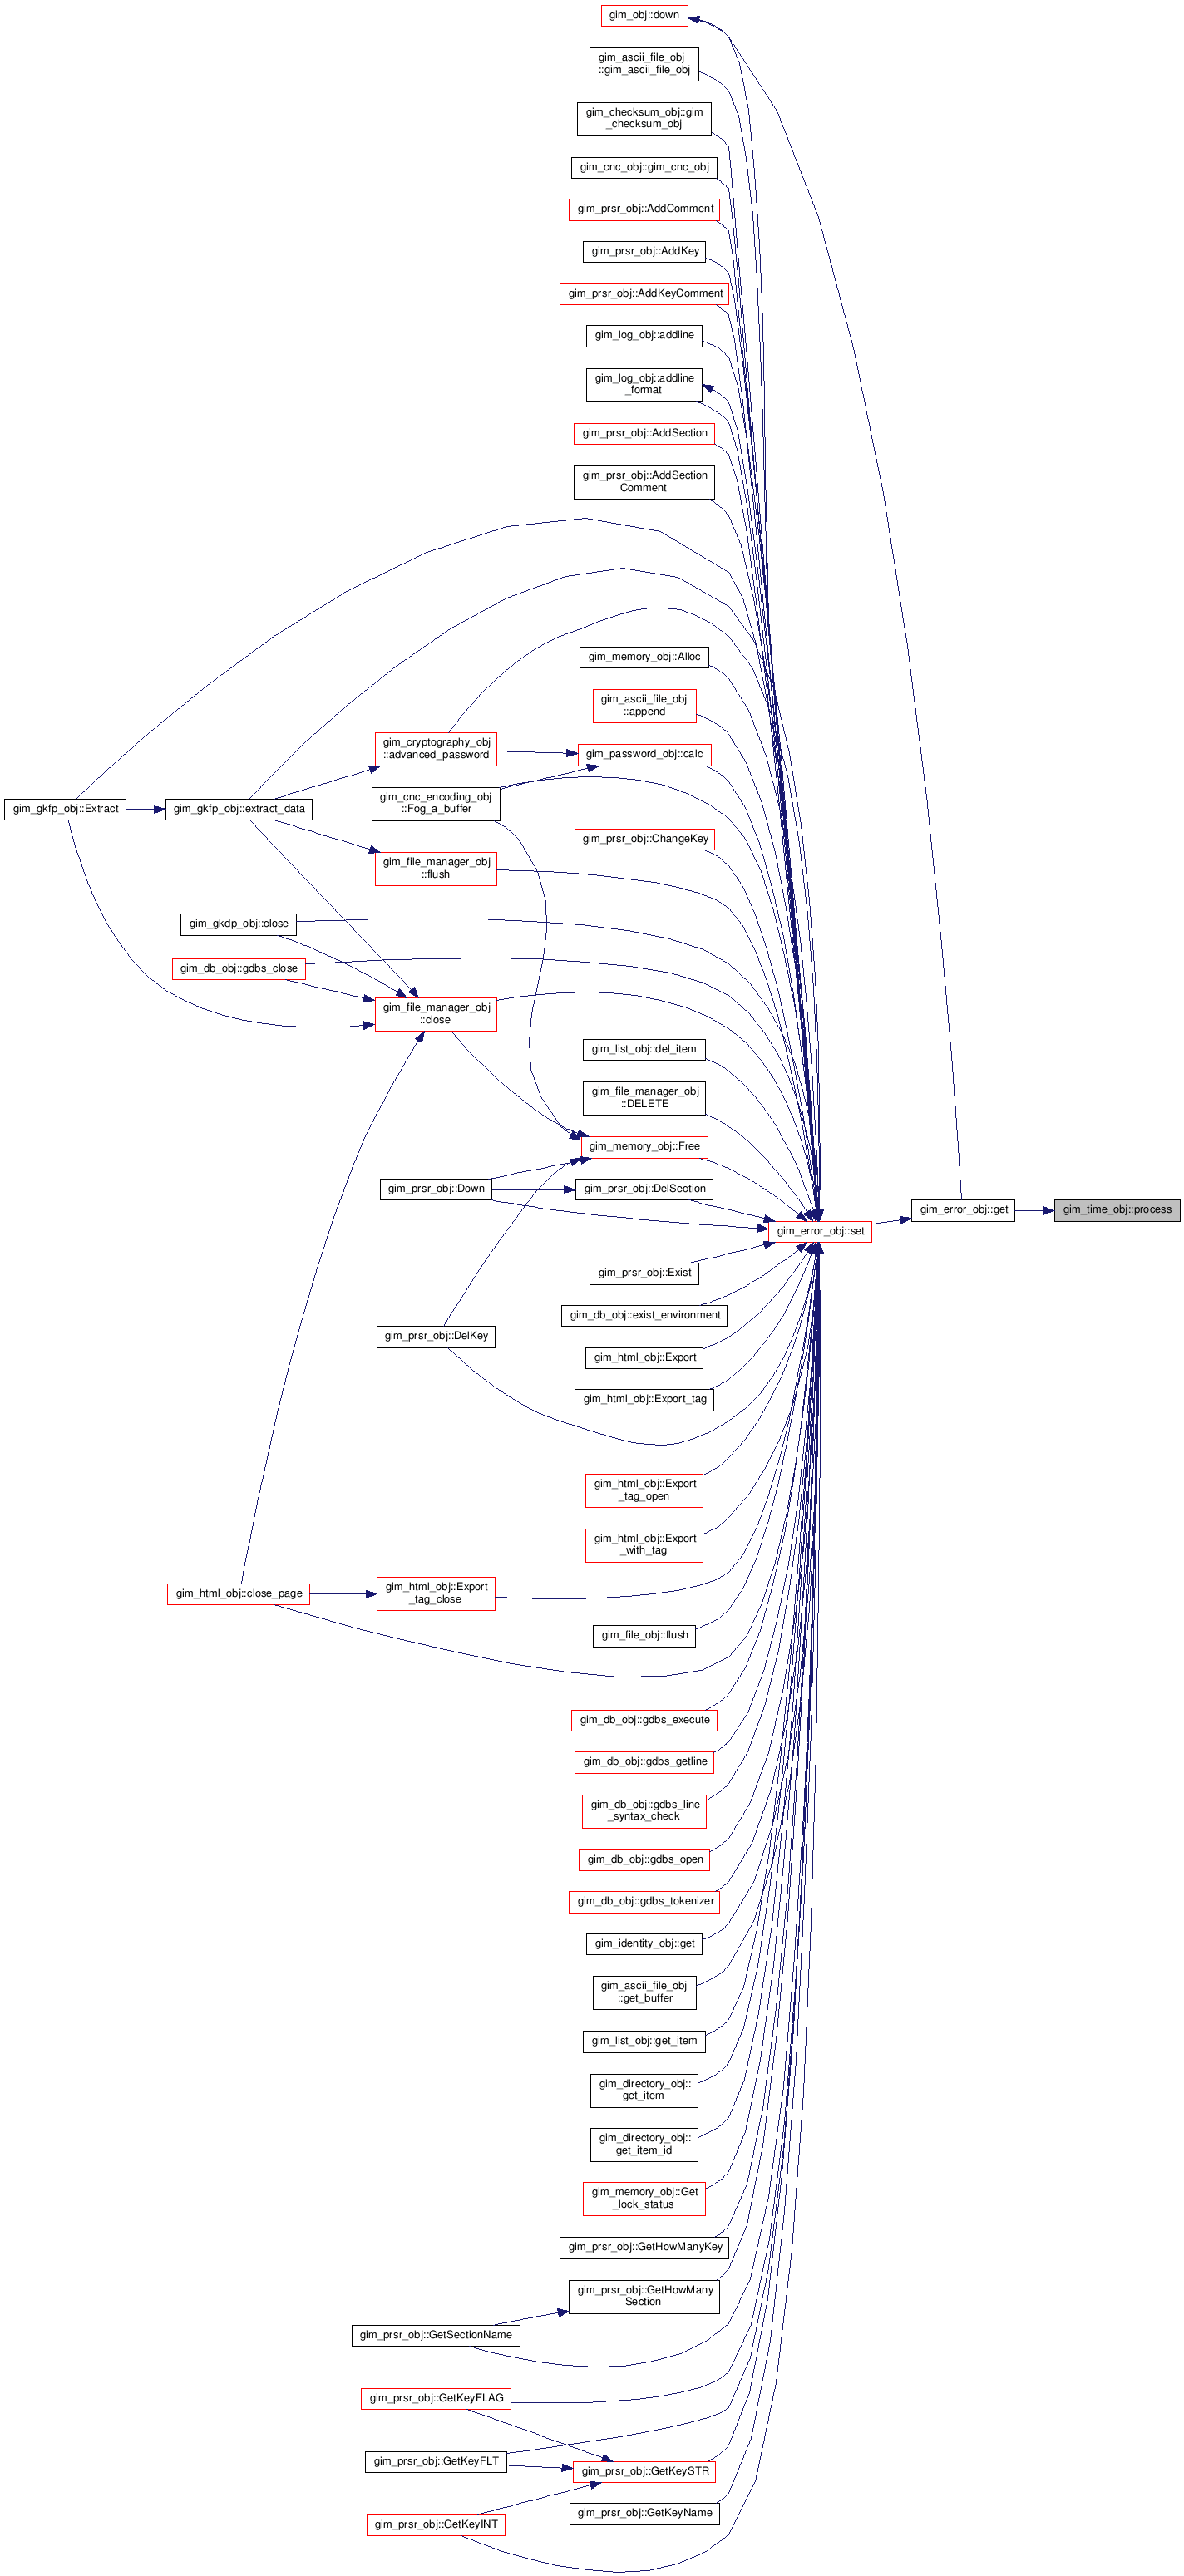 gim_obj::down
gim_ascii_file_obj
::gim_ascii_file_obj
gim_checksum_obj::gim
_checksum_obj
gim_cnc_obj::gim_cnc_obj
gim_prsr_obj::AddComment
gim_prsr_obj::AddKey
gim_prsr_obj::AddKeyComment
gim_log_obj::addline
gim_log_obj::addline
_format
gim_prsr_obj::AddSection
gim_prsr_obj::AddSection
Comment
gim_memory_obj::Alloc
gim_ascii_file_obj
::append
gim_cryptography_obj
::advanced_password
gim_password_obj::calc
gim_gkfp_obj::Extract
gim_gkfp_obj::extract_data
gim_cnc_encoding_obj
::Fog_a_buffer
gim_prsr_obj::ChangeKey
gim_file_manager_obj
::flush
gim_gkdp_obj::close
gim_db_obj::gdbs_close
gim_file_manager_obj
::close
gim_list_obj::del_item
gim_file_manager_obj
::DELETE
gim_memory_obj::Free
gim_prsr_obj::Down
gim_prsr_obj::DelSection
gim_error_obj::set
gim_error_obj::get
gim_time_obj::process
gim_prsr_obj::Exist
gim_db_obj::exist_environment
gim_prsr_obj::DelKey
gim_html_obj::Export
gim_html_obj::Export_tag
gim_html_obj::Export
_tag_open
gim_html_obj::Export
_with_tag
gim_html_obj::close_page
gim_html_obj::Export
_tag_close
gim_file_obj::flush
gim_db_obj::gdbs_execute
gim_db_obj::gdbs_getline
gim_db_obj::gdbs_line
_syntax_check
gim_db_obj::gdbs_open
gim_db_obj::gdbs_tokenizer
gim_identity_obj::get
gim_ascii_file_obj
::get_buffer
gim_list_obj::get_item
gim_directory_obj::
get_item
gim_directory_obj::
get_item_id
gim_memory_obj::Get
_lock_status
gim_prsr_obj::GetHowManyKey
gim_prsr_obj::GetHowMany
Section
gim_prsr_obj::GetSectionName
gim_prsr_obj::GetKeyFLAG
gim_prsr_obj::GetKeyFLT
gim_prsr_obj::GetKeySTR
gim_prsr_obj::GetKeyName
gim_prsr_obj::GetKeyINT